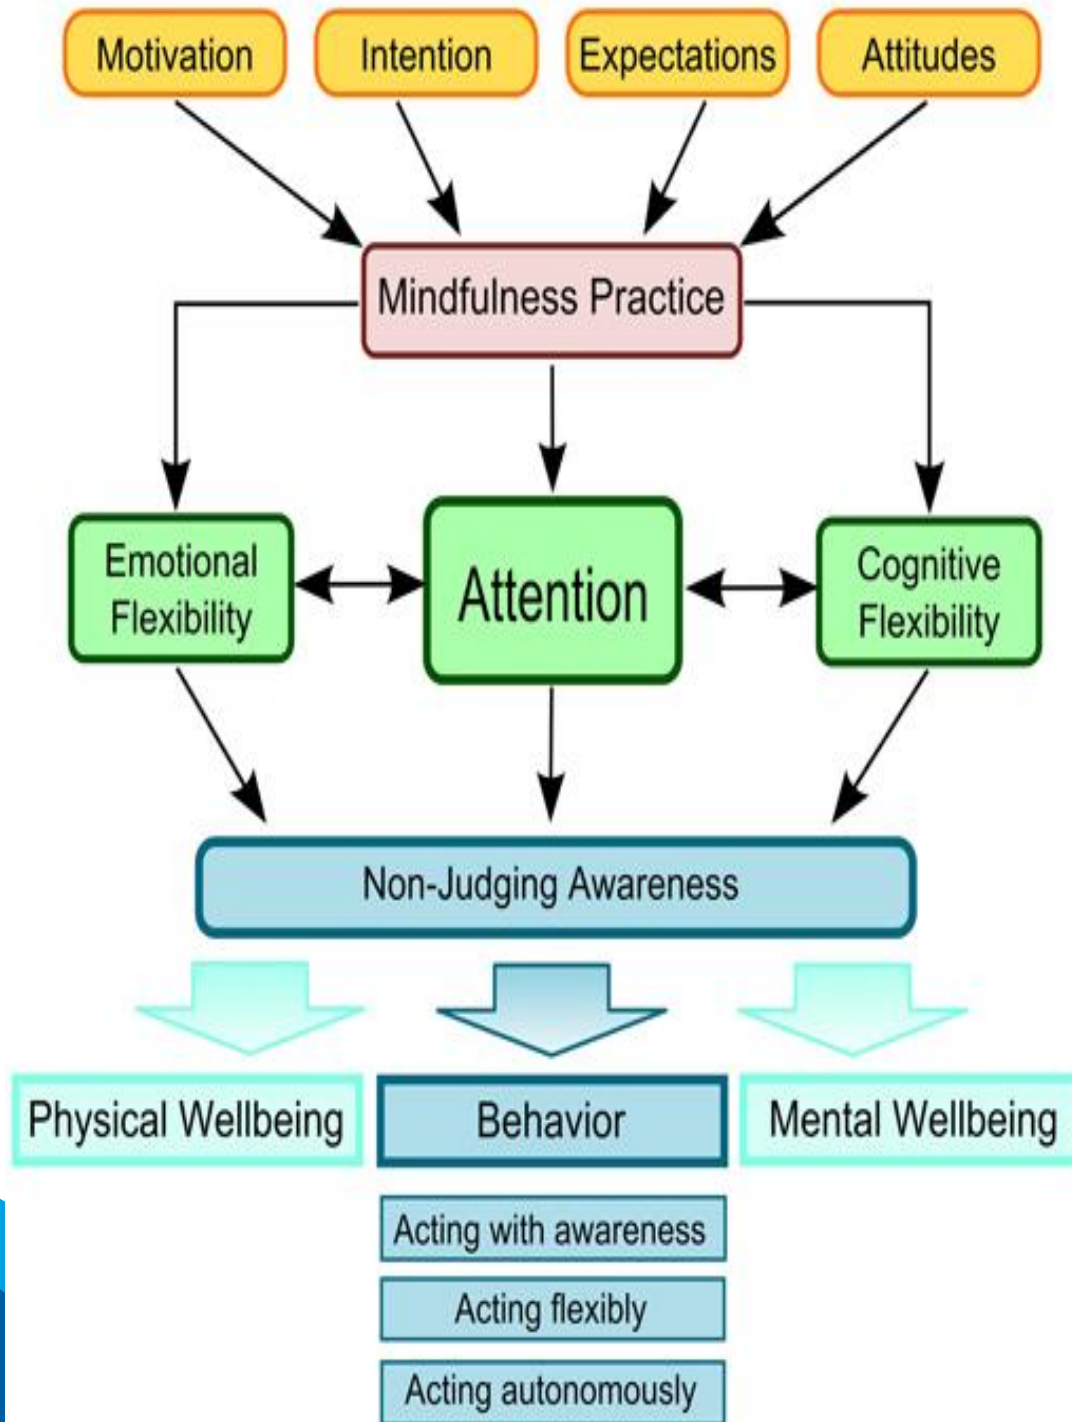 Motivation
Intention
Expectations
Attitudes
Mindfulness Practice
Emotional
Flexibility
Attention
Cognitive
Flexibility
Non-Judging Awareness
Physical Wellbeing
Behavior
Mental Wellbeing
Acting with awareness
Acting flexibly
Acting autonomously